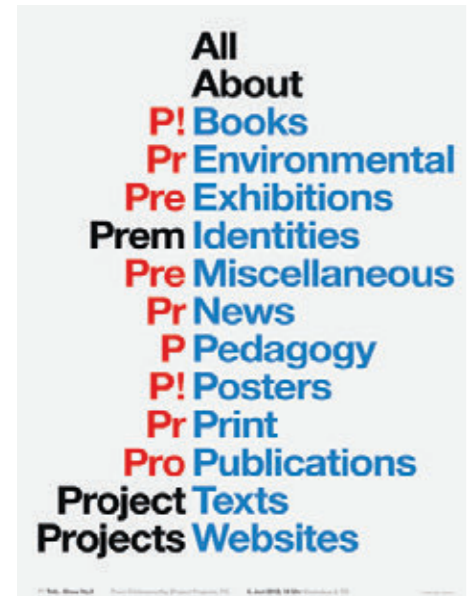 All
About
P! Books
Pr Environmental
Pre Exhibitions
Prem Identities
Pre Miscellaneous
Pr News
P Pedagogy
P! Posters
Pr Print
Pro Publications
Project Texts
Projects Websites